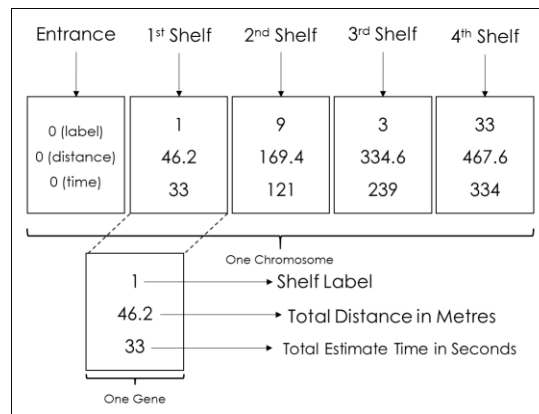 Entrance 1st Shelf 2nd Shelf 3rd Shelf 4th Shelf
0 (label) 1 9 3 33
0 (distance) 46.2 169.4 334.6 467.6
0 (time) 33 121 239 334
One Chromosome
1 Shelf Label
46.2 Total Distance in Metres
33 Total Estimate Time in Seconds
One Gene